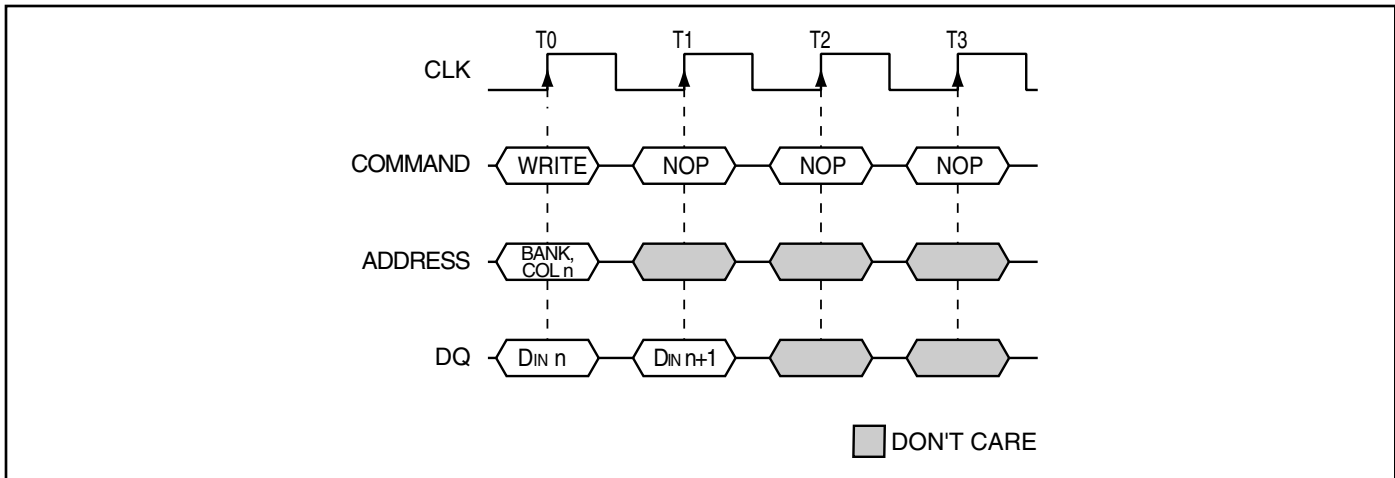 T0 T1 T2 T3
CLK
COMMAND WRITE NOP NOP NOP
ADDRESS BANK,
COL n
DQ DIN n DIN n+1
DON'T CARE